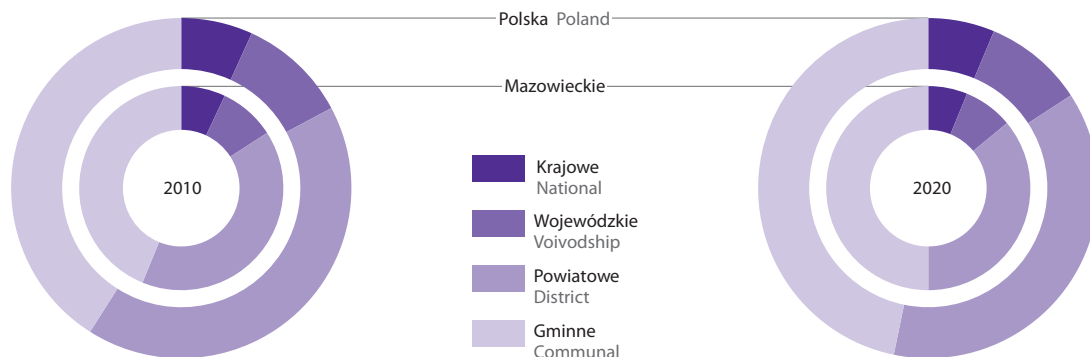 Polska Poland
Mazowieckie
2010
2020
Krajowe
National
Wojewódzkie
Voivodship
Powiatowe
District
Gminne
Communal